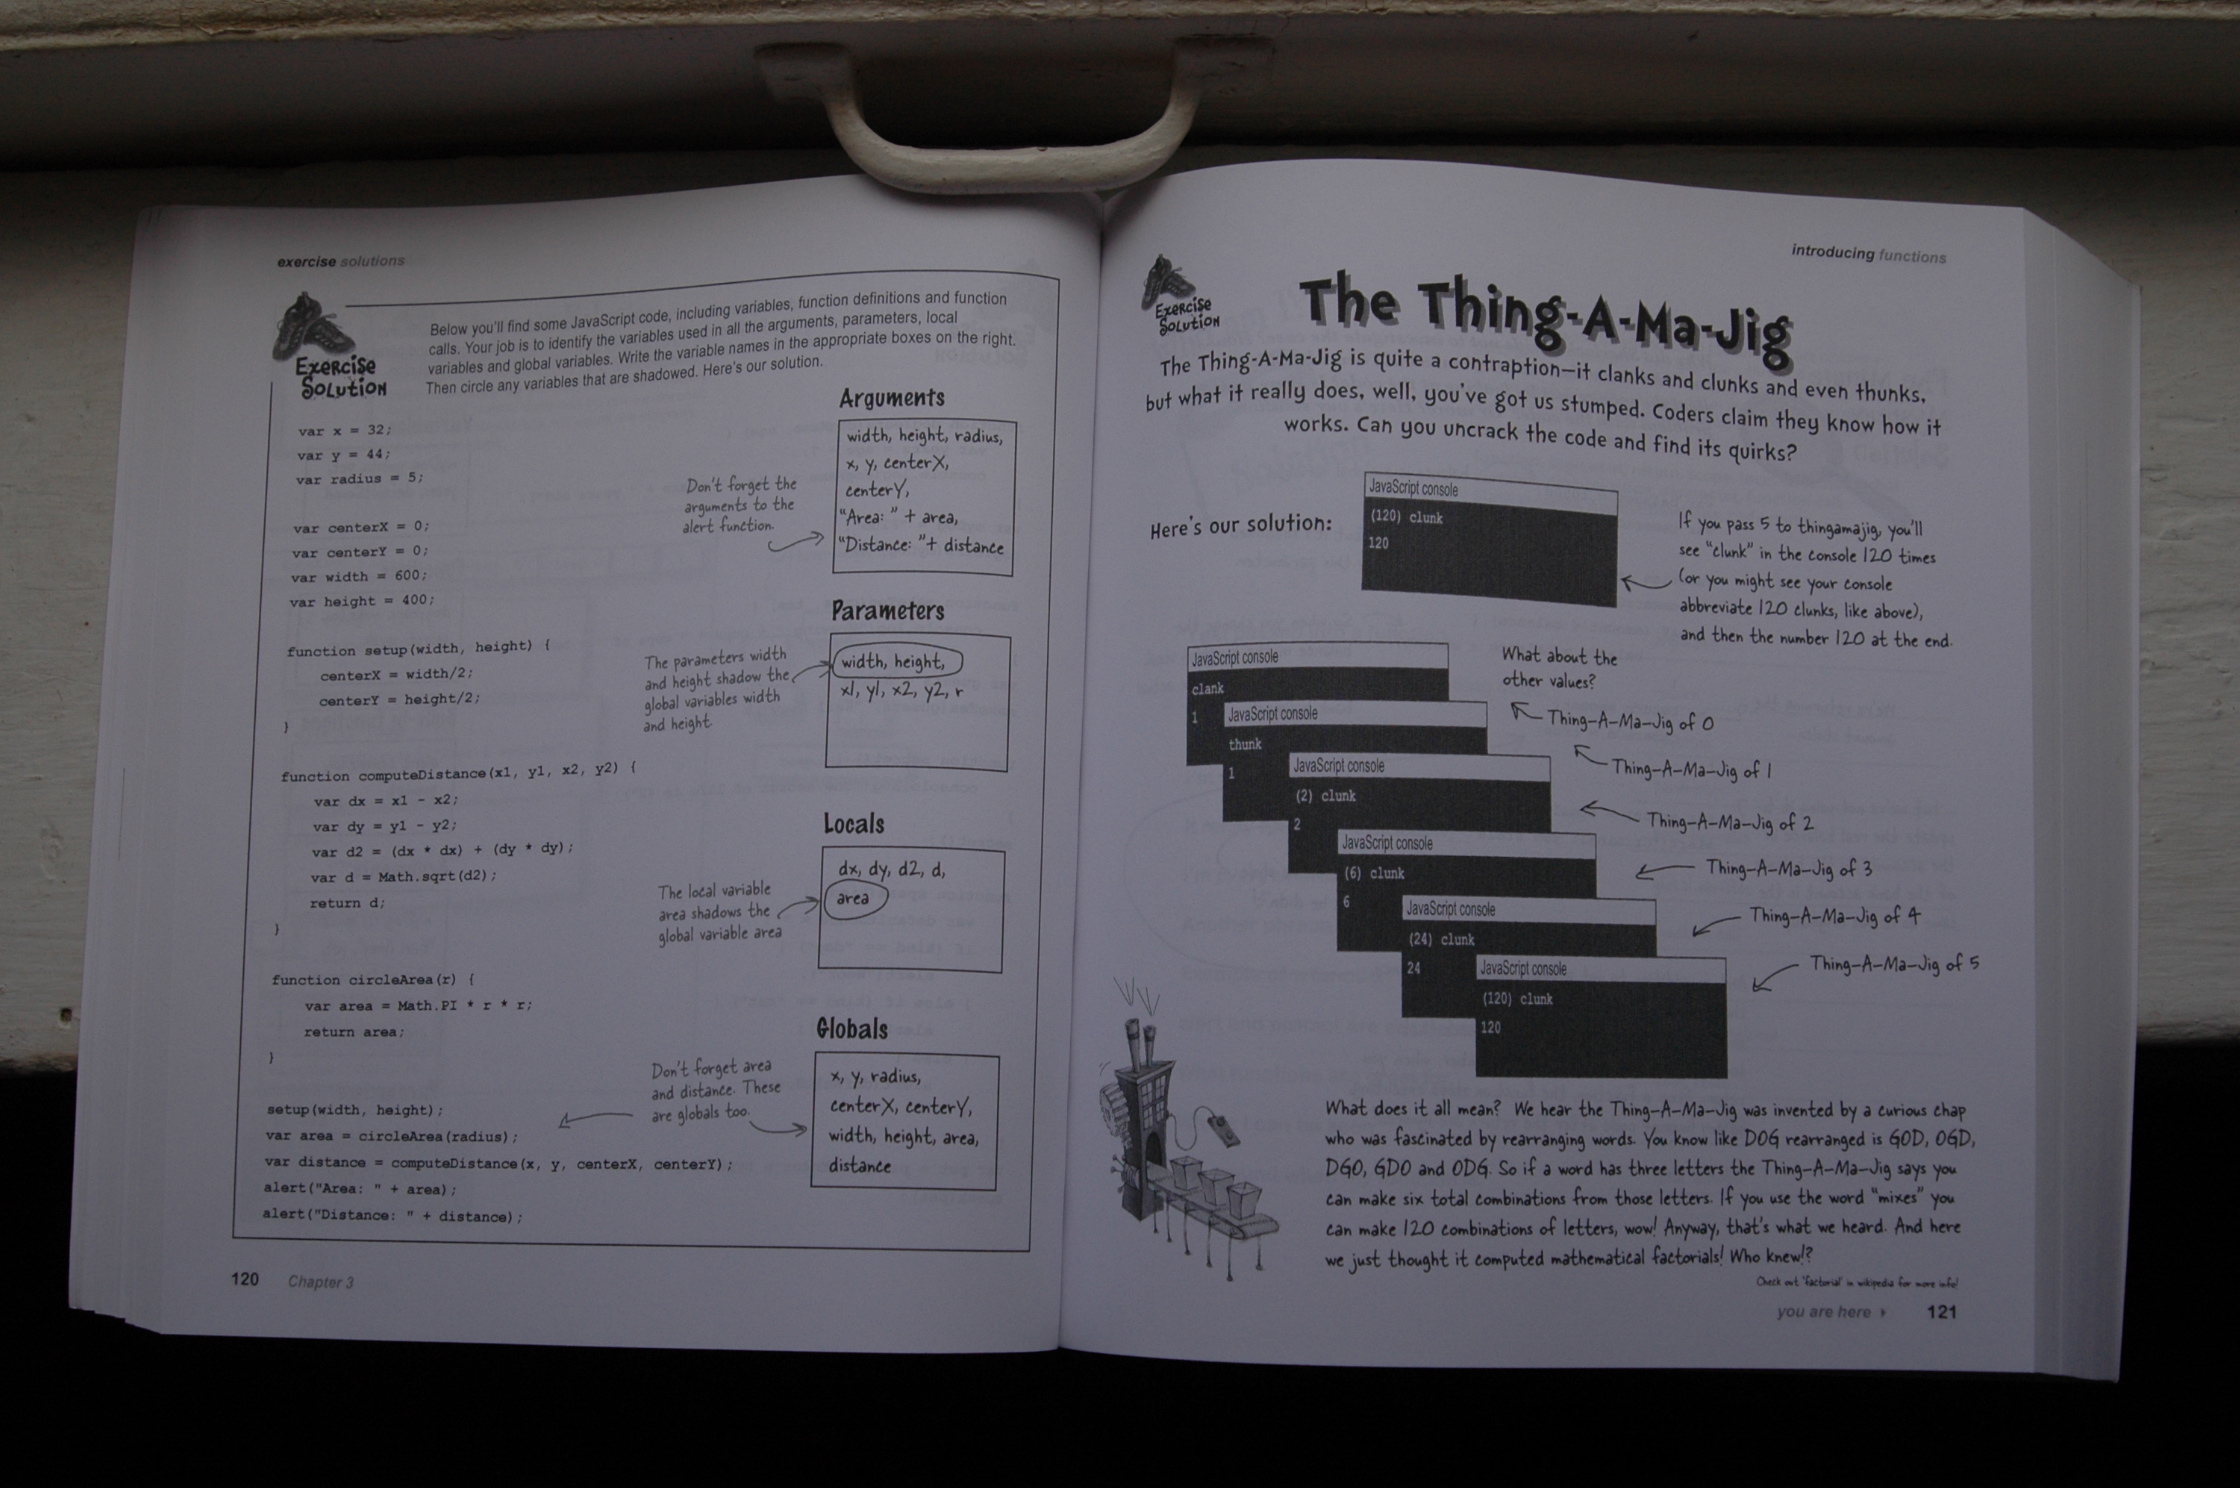 exercise solutions
Exercise
Solution
Below you'll find some JavaScript code, including variables, function definitions and function
calls. Your job is to identify the variables used in all the arguments, parameters, local
variables and global variables. Write the variable names in the appropriate boxes on the right.
Then circle any variables that are shadowed. Here's our solution.
var x = 32;
var y = 44;
var radius = 5;
var centerX = 0;
var centerY = 0;
var width = 600;
var height = 400;
function setup(width, height) {
centerX = width/2;
centerY = height/2;
}
function computeDistance(x1, y1, x2, y2) {
var dx = x1 - x2;
var dy = y1 - y2;
var d2 = (dx * dx) + (dy * dy);
var d = Math.sqrt(d2);
return d;
}
function circleArea(r) {
var area = Math.PI * r * r;
return area;
}
setup(width, height);
var area = circleArea(radius);
var distance = computeDistance(x, y, centerX, centerY);
alert("Area: " + area);
alert("Distance: " + distance);
Arguments
width, height, radius,
x, y, centerX,
centerY,
"Area: " + area,
"Distance: "+ distance
Don't forget the
arguments to the
alert function.
Parameters
width, height,
x1, y1, x2, y2, r
The parameters width
and height shadow the
global variables width
and height.
Locals
dx, dy, d2, d,
area
The local variable
area shadows the
global variable area
Globals
x, y, radius,
centerX, centerY,
width, height, area,
distance
Don't forget area
and distance. These
are globals too.
120 Chapter 3
introducing functions
Exercise
Solution
The Thing-A-Ma-Jig
The Thing-A-Ma-Jig is quite a contraption—it clanks and clunks and even thunks,
but what it really does, well, you've got us stumped. Coders claim they know how it
works. Can you uncrack the code and find its quirks?
Here's our solution:
JavaScript console
(120) clunk
120
If you pass 5 to thingamajig, you'll
see "clunk" in the console 120 times
(or you might see your console
abbreviate 120 clunks, like above),
and then the number 120 at the end.
What about the
other values?
JavaScript console
clank
1
Thing-A-Ma-Jig of 0
JavaScript console
thunk
1
Thing-A-Ma-Jig of 1
JavaScript console
(2) clunk
2
Thing-A-Ma-Jig of 2
JavaScript console
(6) clunk
6
Thing-A-Ma-Jig of 3
JavaScript console
(24) clunk
24
Thing-A-Ma-Jig of 4
JavaScript console
(120) clunk
120
Thing-A-Ma-Jig of 5
What does it all mean? We hear the Thing-A-Ma-Jig was invented by a curious chap
who was fascinated by rearranging words. You know like DOG rearranged is GOD, OGD,
DGO, GDO and ODG. So if a word has three letters the Thing-A-Ma-Jig says you
can make six total combinations from those letters. If you use the word "mixes" you
can make 120 combinations of letters, wow! Anyway, that's what we heard. And here
we just thought it computed mathematical factorials! Who knew!?
Check out 'factorial' in wikipedia for more info!
you are here ▸ 121